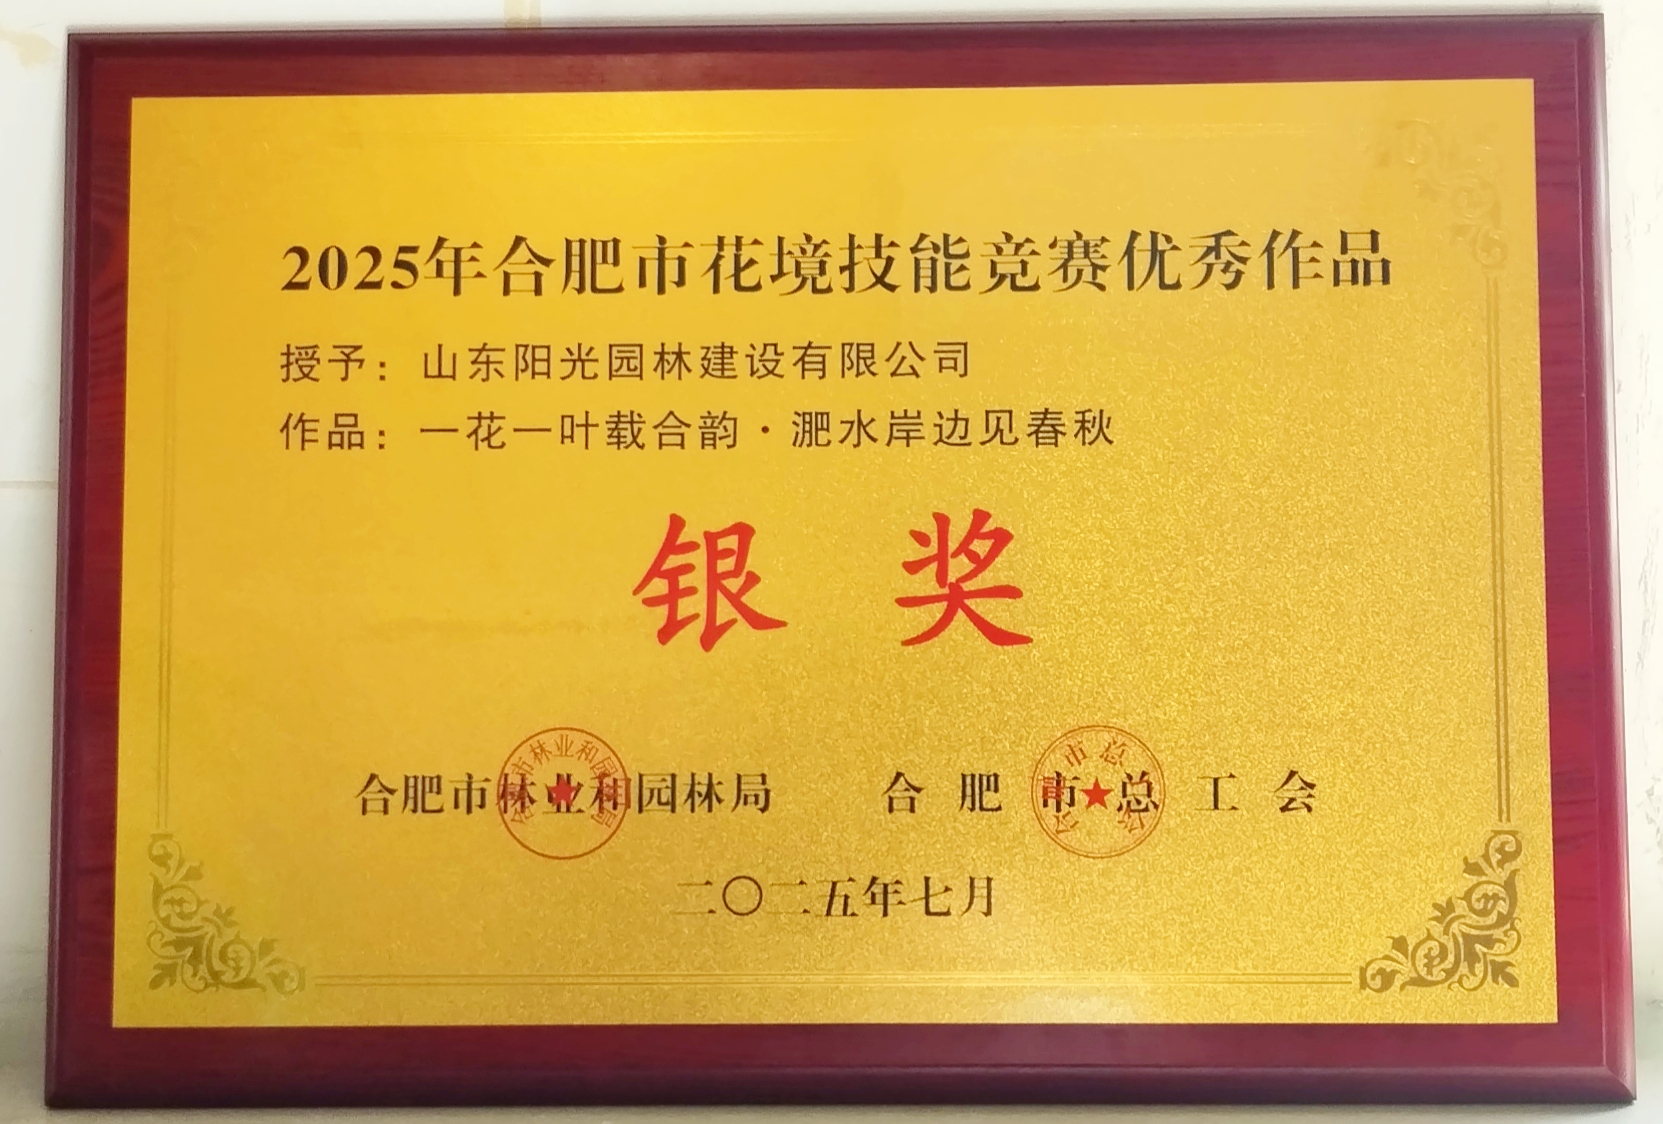 2025年合肥市花境技能竞赛优秀作品
授予：山东阳光园林建设有限公司
作品：一花一叶载合韵·淝水岸边见春秋
银 奖
合肥市林业和园林局 合肥市总工会
二〇二五年七月